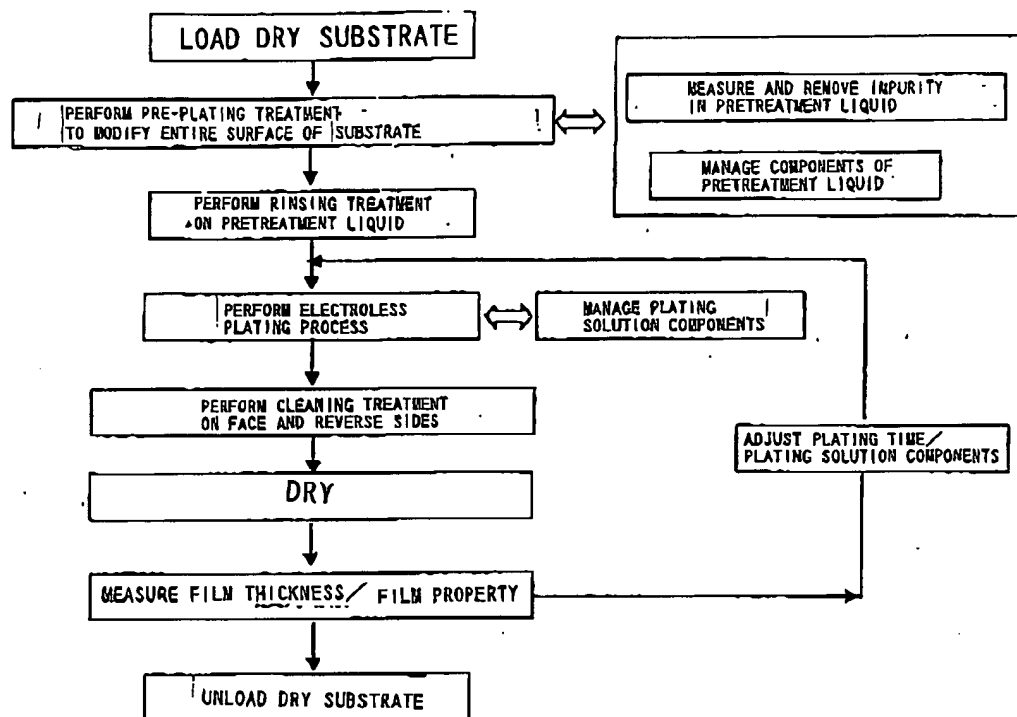 LOAD DRY SUBSTRATE
PERFORM PRE-PLATING TREATMENT
TO MODIFY ENTIRE SURFACE OF SUBSTRATE
MEASURE AND REMOVE IMPURITY
IN PRETREATMENT LIQUID
MANAGE COMPONENTS OF
PRETREATMENT LIQUID
PERFORM RINSING TREATMENT
ON PRETREATMENT LIQUID
PERFORM ELECTROLESS
PLATING PROCESS
MANAGE PLATING
SOLUTION COMPONENTS
PERFORM CLEANING TREATMENT
ON FACE AND REVERSE SIDES
ADJUST PLATING TIME/
PLATING SOLUTION COMPONENTS
DRY
MEASURE FILM THICKNESS/ FILM PROPERTY
UNLOAD DRY SUBSTRATE